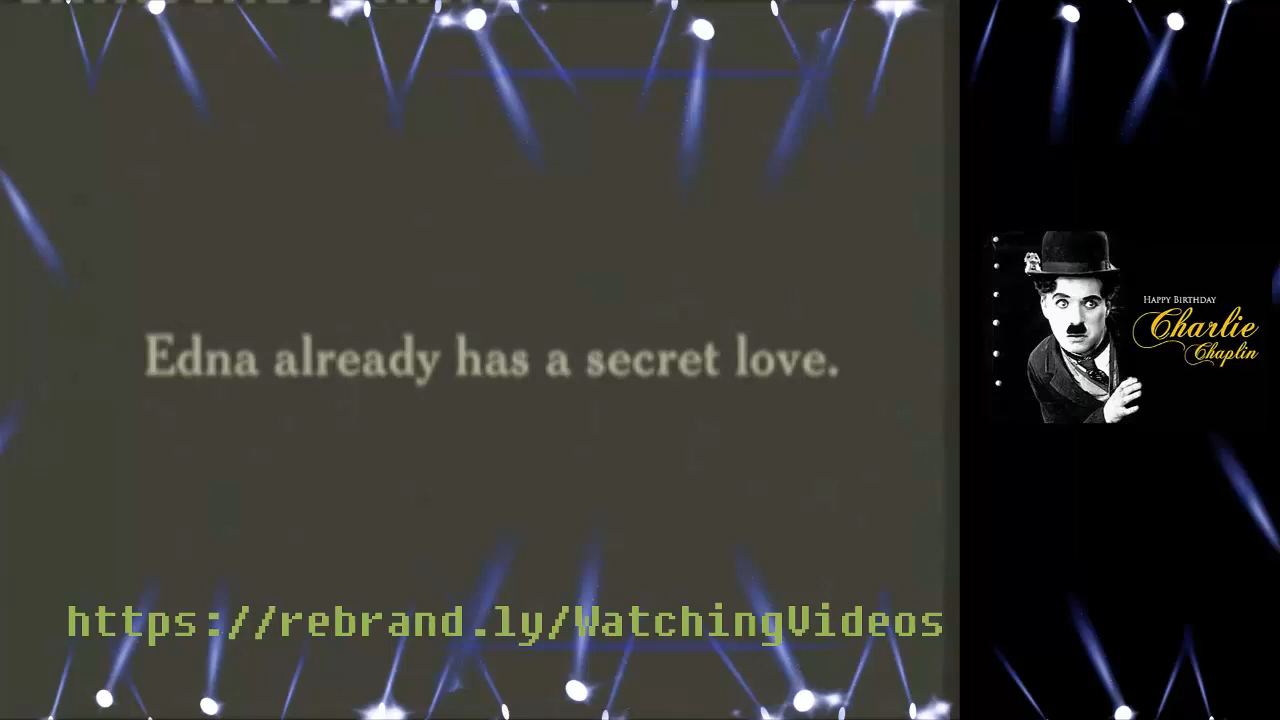 Edna already has a secret love.
HAPPY BIRTHDAY
Charlie
Chaplin
https://rebrand.ly/WatchingVideos